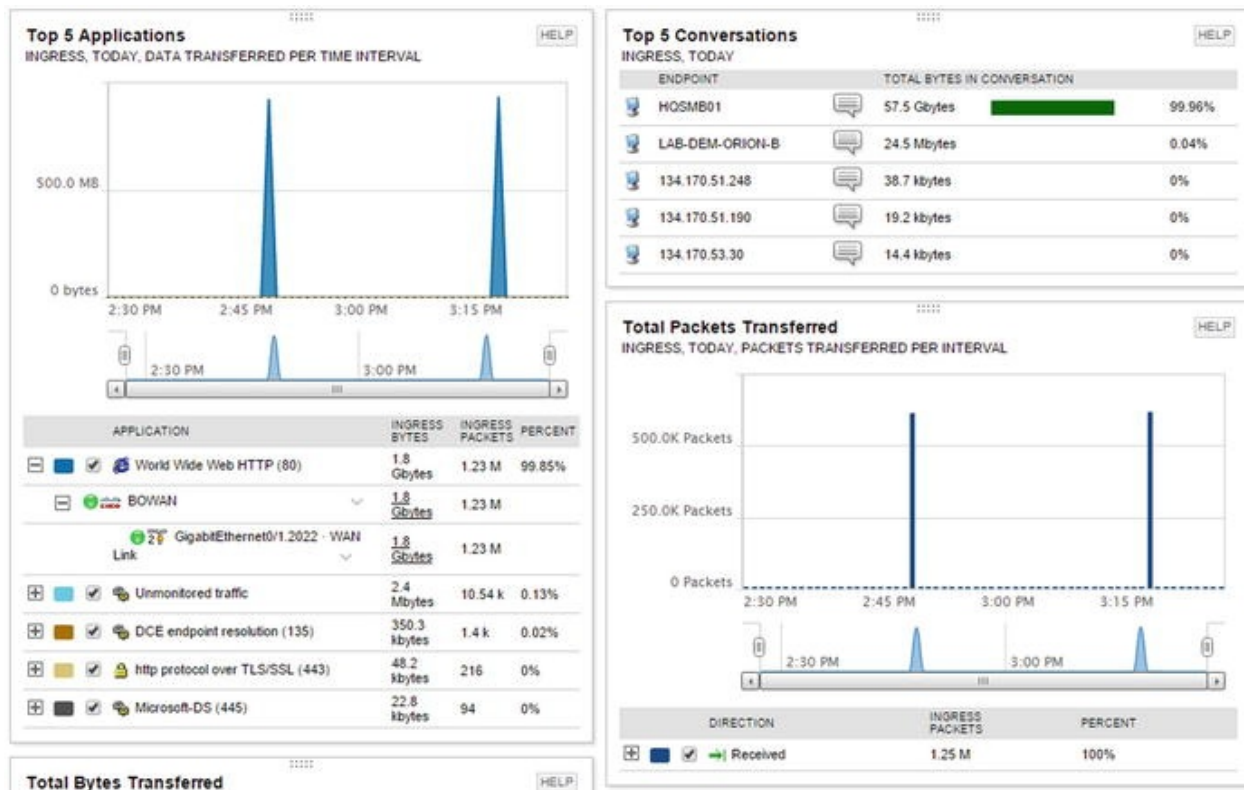 Top 5 Applications
HELP
INGRESS, TODAY, DATA TRANSFERRED PER TIME INTERVAL
500.0 MB
0 bytes
2:30 PM 2:45 PM 3:00 PM 3:15 PM
2:30 PM 3:00 PM
APPLICATION INGRESS BYTES INGRESS PACKETS PERCENT
World Wide Web HTTP (80) 1.8 Gbytes 1.23 M 99.85%
BOWAN 1.8 Gbytes 1.23 M
GigabitEthernet0/1.2022 · WAN Link 1.8 Gbytes 1.23 M
Unmonitored traffic 2.4 Mbytes 10.54 k 0.13%
DCE endpoint resolution (135) 350.3 kbytes 1.4 k 0.02%
http protocol over TLS/SSL (443) 48.2 kbytes 216 0%
Microsoft-DS (445) 22.8 kbytes 94 0%
Total Bytes Transferred
HELP
Top 5 Conversations
HELP
INGRESS, TODAY
ENDPOINT TOTAL BYTES IN CONVERSATION
HQSMB01 57.5 Gbytes 99.96%
LAB-DEM-ORION-B 24.5 Mbytes 0.04%
134.170.51.248 38.7 kbytes 0%
134.170.51.190 19.2 kbytes 0%
134.170.53.30 14.4 kbytes 0%
Total Packets Transferred
HELP
INGRESS, TODAY, PACKETS TRANSFERRED PER INTERVAL
500.0K Packets
250.0K Packets
0 Packets
2:30 PM 2:45 PM 3:00 PM 3:15 PM
2:30 PM 3:00 PM
DIRECTION INGRESS PACKETS PERCENT
Received 1.25 M 100%